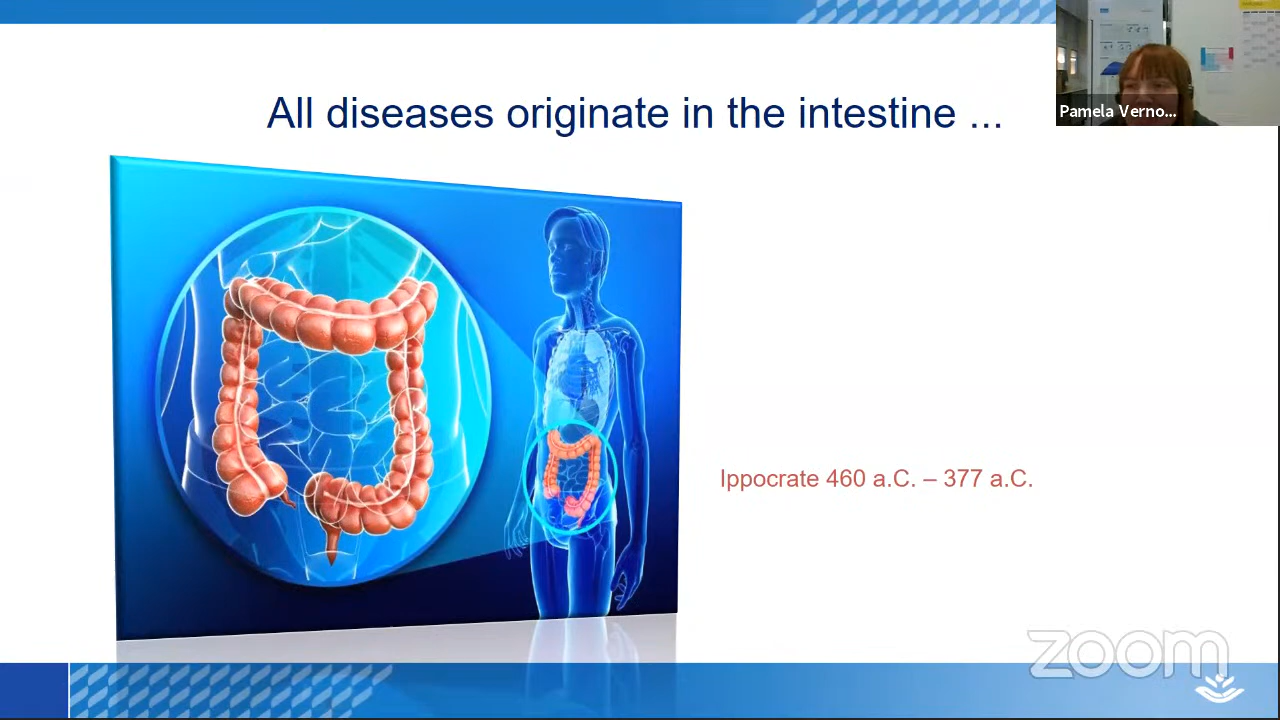 All diseases originate in the intestine ...
Pamela Verno...
Ippocrate 460 a.C. – 377 a.C.
zoom